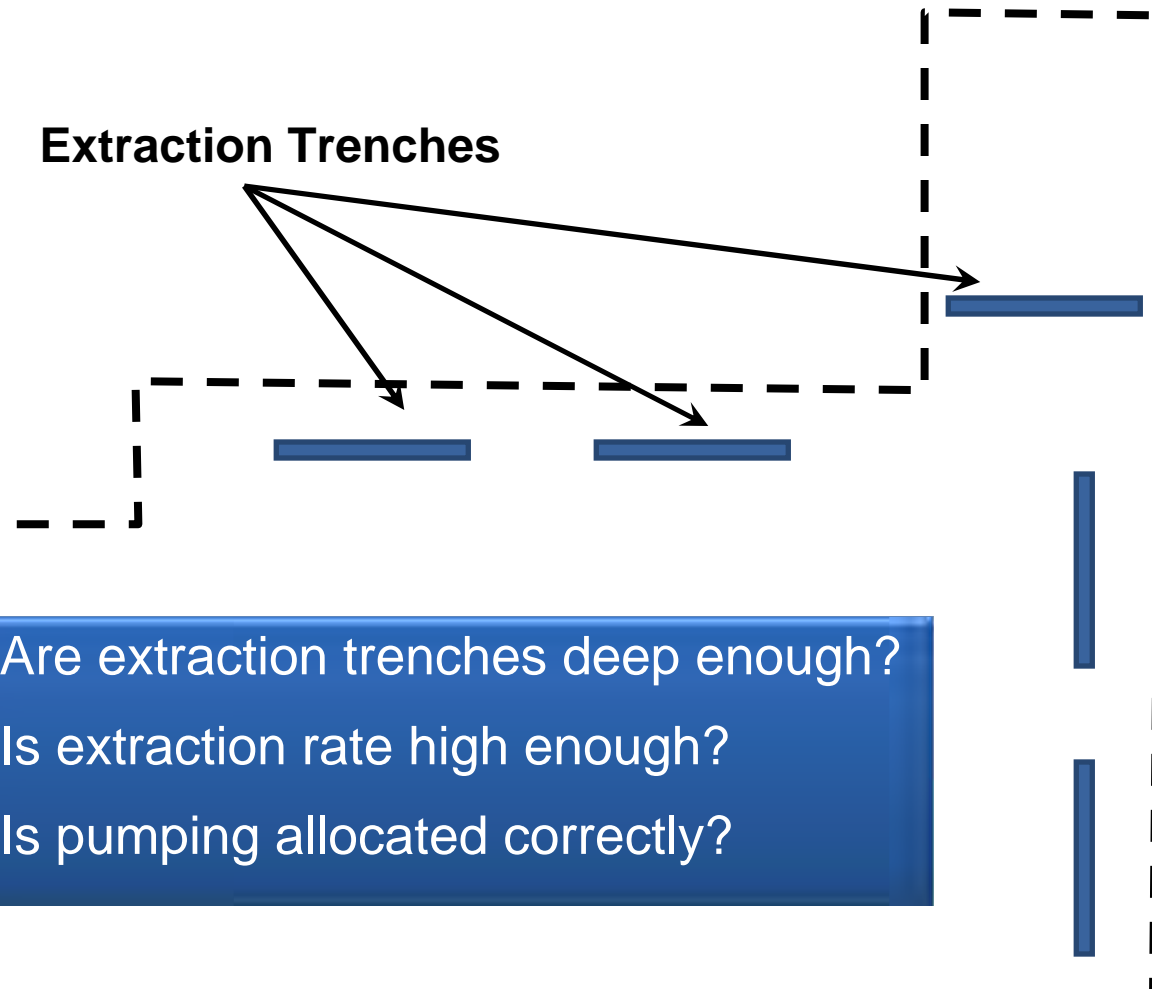 Extraction Trenches
Are extraction trenches deep enough?
Is extraction rate high enough?
Is pumping allocated correctly?